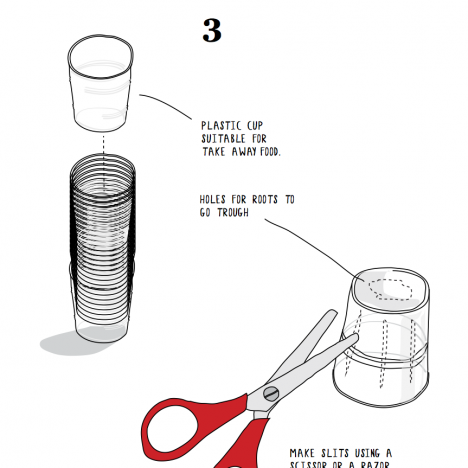 3
PLASTIC CUP
SUITABLE FOR
TAKE AWAY FOOD.
HOLES FOR ROOTS TO
GO TROUGH
MAKE SLITS USING A
SCISSOR OR A RAZOR